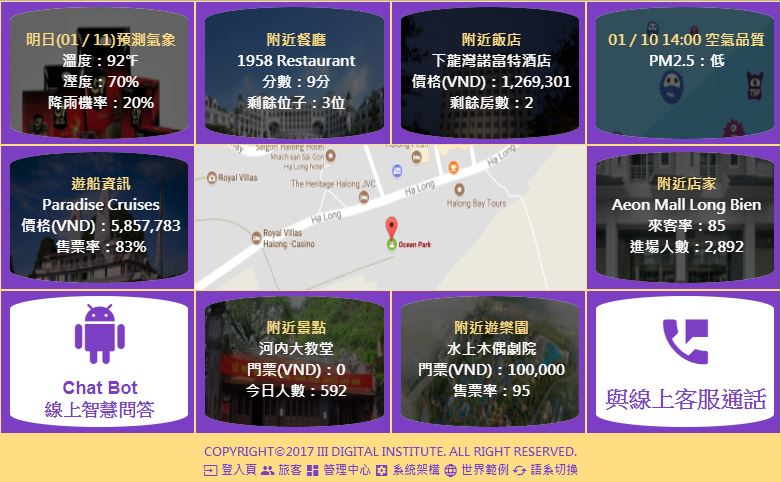 明日(01 / 11)預測氣象
溫度：92℉
溼度：70%
降雨機率：20%
附近餐廳
1958 Restaurant
分數：9分
剩餘位子：3位
附近飯店
下龍灣諾富特酒店
價格(VND)：1,269,301
剩餘房數：2
01 / 10 14:00 空氣品質
PM2.5：低
遊船資訊
Paradise Cruises
價格(VND)：5,857,783
售票率：83%
Saigon Halong Hotel
khách sạn Sài Gòn
Ha Long hotel
Royal Villas
The Heritage Halong JVC
Ha Long
Ha Long
Ha Long
Halong Bay Tours
Royal Villas
Halong -Casino
Ocean Park
附近店家
Aeon Mall Long Bien
來客率：85
進場人數：2,892
Chat Bot
線上智慧問答
附近景點
河內大教堂
門票(VND)：0
今日人數：592
附近遊樂園
水上木偶劇院
門票(VND)：100,000
售票率：95
與線上客服通話
COPYRIGHT©2017 III DIGITAL INSTITUTE. ALL RIGHT RESERVED.
登入頁 旅客 管理中心 系統架構 世界範例 語系切換